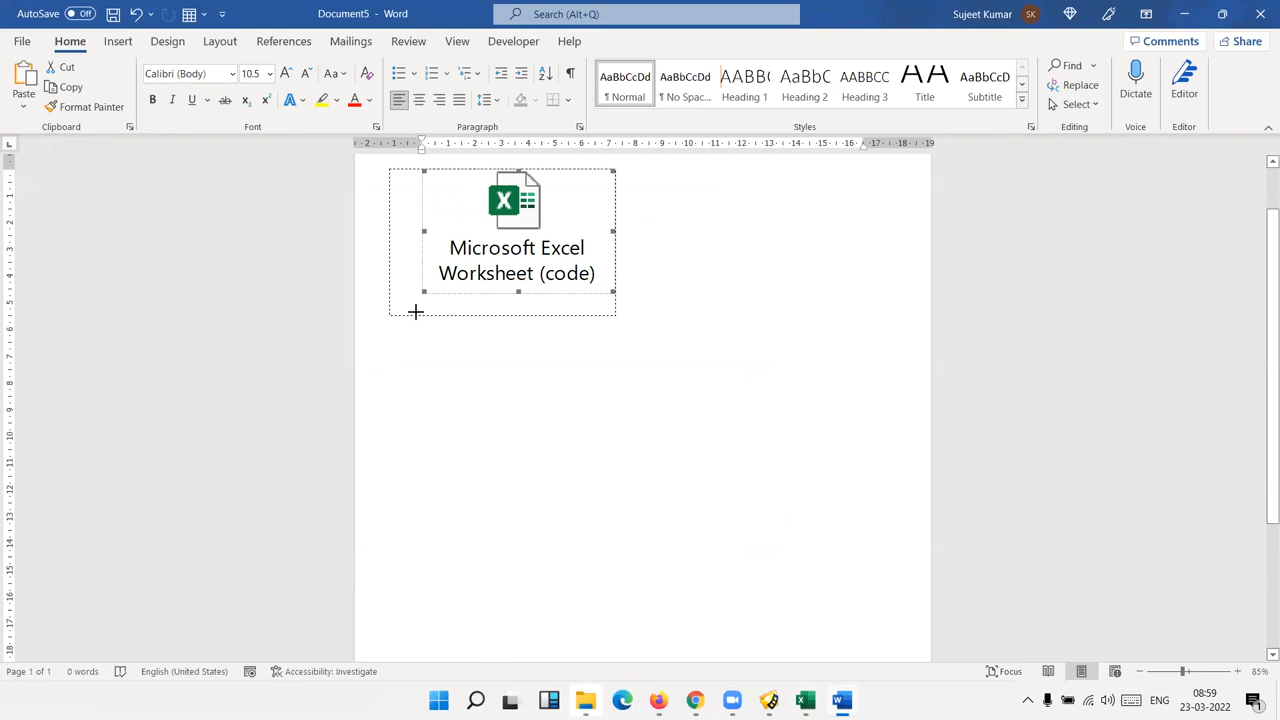 AutoSave Off Document5 - Word Search (Alt+Q) Sujeet Kumar SK
File Home Insert Design Layout References Mailings Review View Developer Help Comments Share
Paste Cut Copy Format Painter
Calibri (Body) 10.5
AaBbCcDd AaBbCcDd AABB( AaBbC AABBCC AA AaBbCcD
¶ Normal ¶ No Spac... Heading 1 Heading 2 Heading 3 Title Subtitle
Find Replace Select
Dictate Editor
Clipboard Font Paragraph Styles Editing Voice Editor
Microsoft Excel
Worksheet (code)
Page 1 of 1 0 words English (United States) Accessibility: Investigate Focus 85%
ENG 08:59
23-03-2022